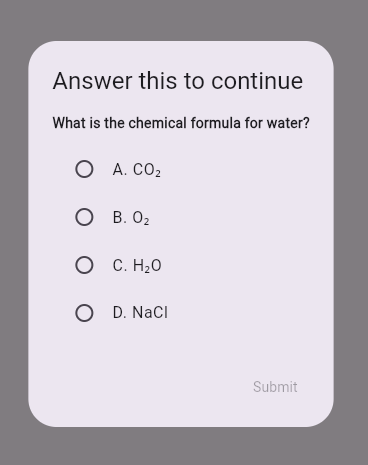 Answer this to continue
What is the chemical formula for water?
A. CO₂
B. O₂
C. H₂O
D. NaCl
Submit